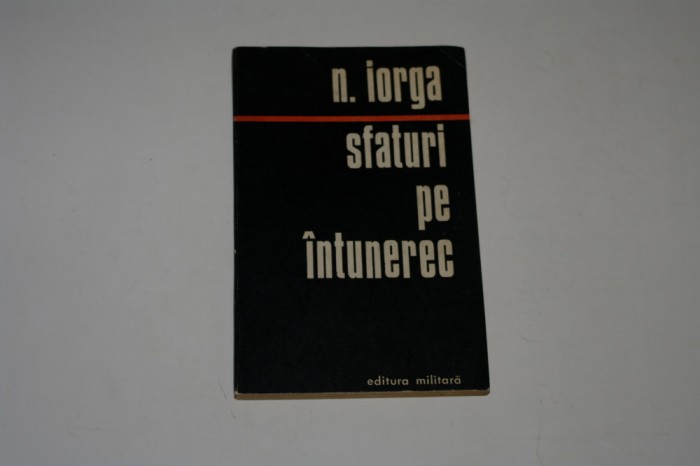 n. iorga
sfaturi
pe
întunerec
editura militară